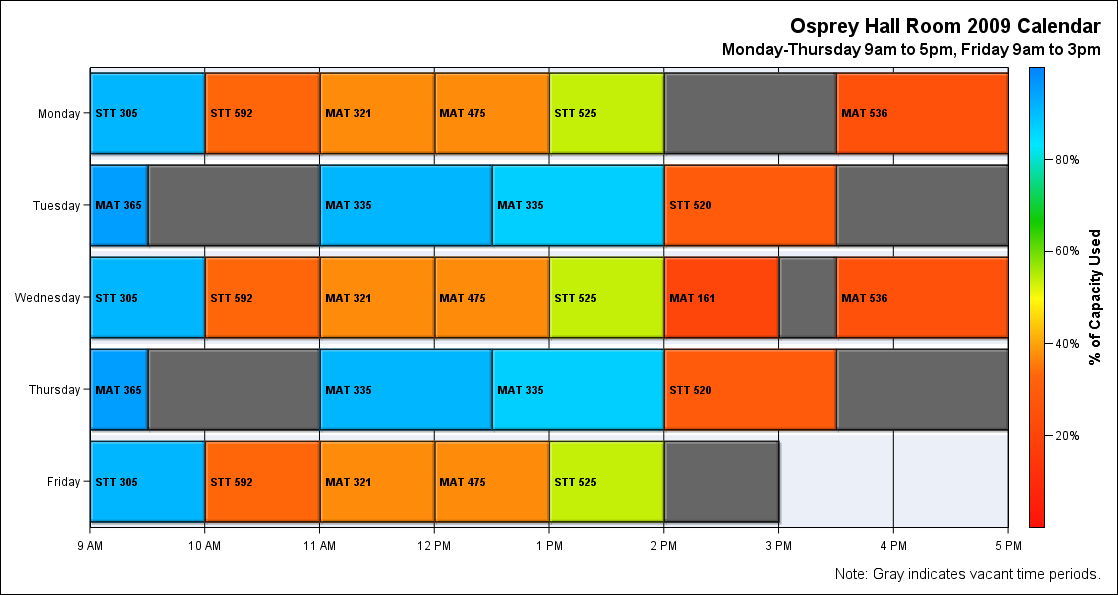 Osprey Hall Room 2009 Calendar
Monday-Thursday 9am to 5pm, Friday 9am to 3pm
Monday STT 305 STT 592 MAT 321 MAT 475 STT 525 MAT 536
80%
Tuesday MAT 365 MAT 335 MAT 335 STT 520
60%
Wednesday STT 305 STT 592 MAT 321 MAT 475 STT 525 MAT 161 MAT 536
% of Capacity Used
40%
Thursday MAT 365 MAT 335 MAT 335 STT 520
20%
Friday STT 305 STT 592 MAT 321 MAT 475 STT 525
9 AM 10 AM 11 AM 12 PM 1 PM 2 PM 3 PM 4 PM 5 PM
Note: Gray indicates vacant time periods.